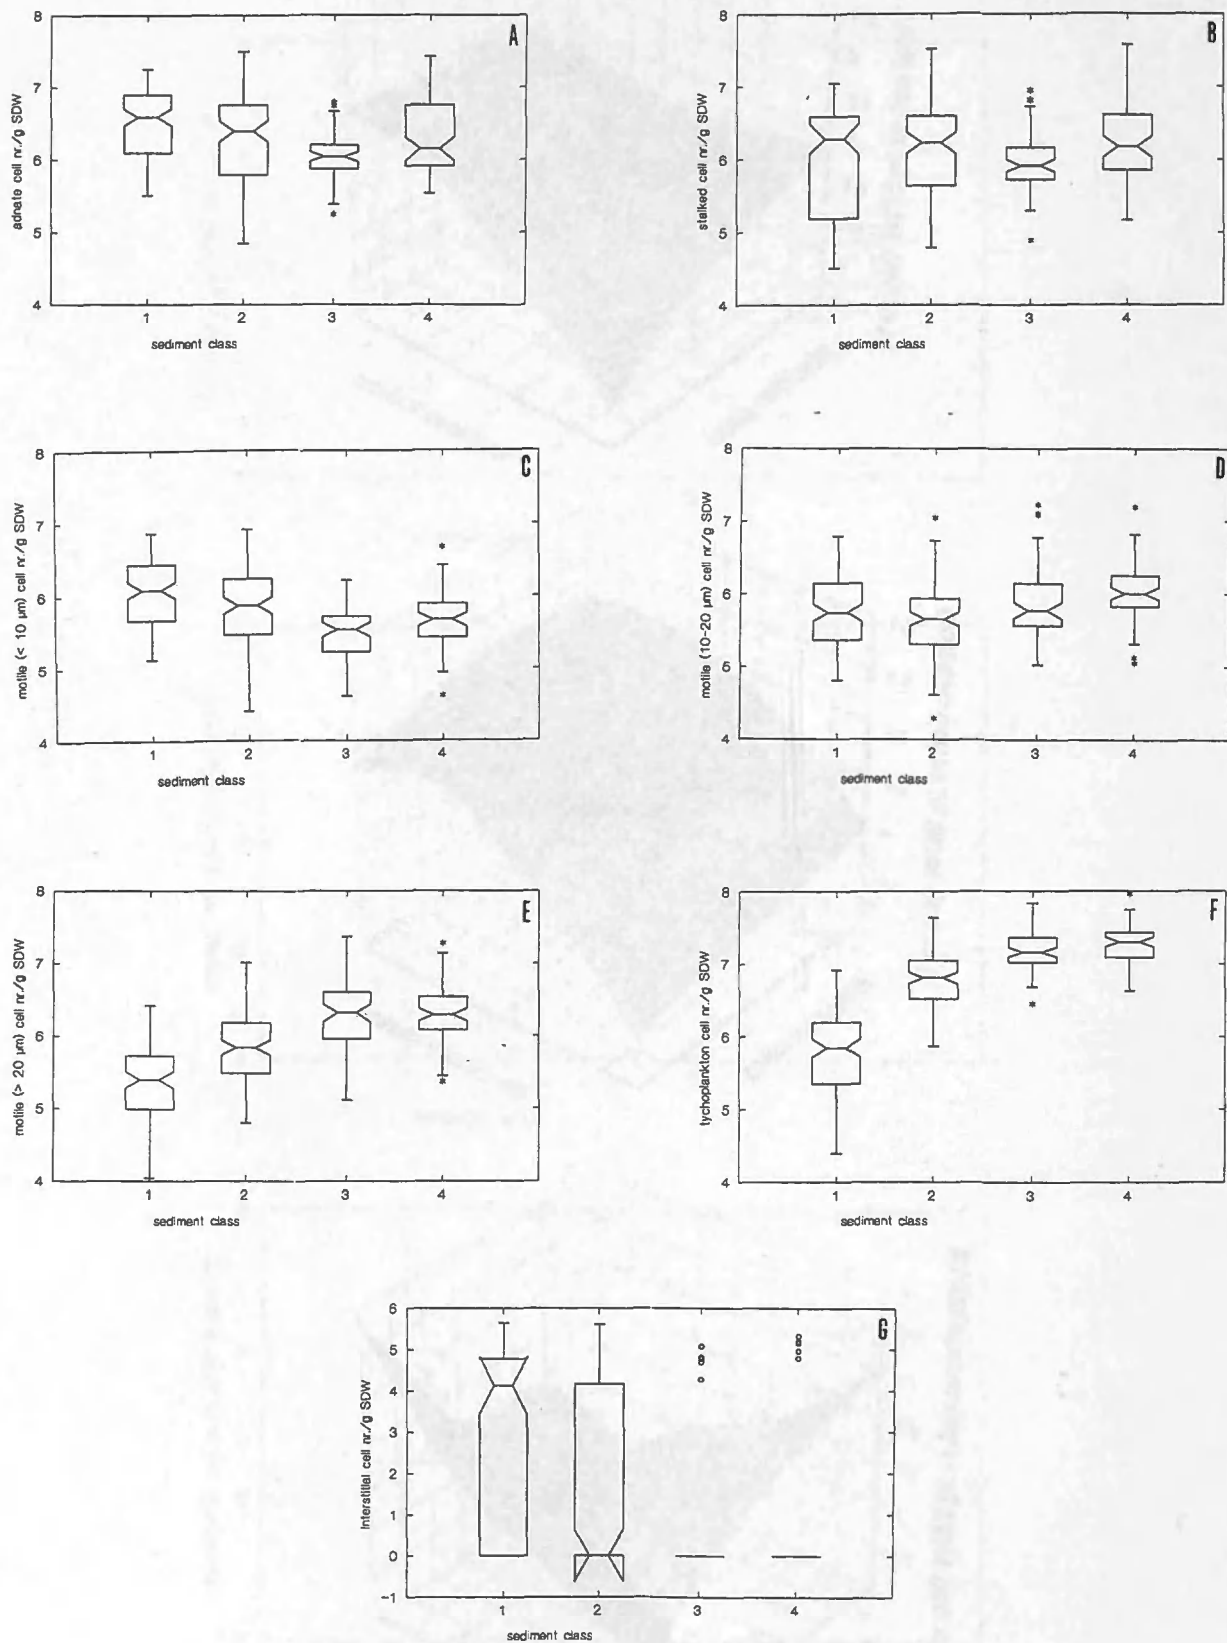 A
adnate cell nr./g SDW
8
7
6
5
4
1 2 3 4
sediment class
B
stalked cell nr./g SDW
8
7
6
5
4
1 2 3 4
sediment class
C
motile (< 10 µm) cell nr./g SDW
8
7
6
5
4
1 2 3 4
sediment class
D
motile (10-20 µm) cell nr./g SDW
8
7
6
5
4
1 2 3 4
sediment class
E
motile (> 20 µm) cell nr./g SDW
8
7
6
5
4
1 2 3 4
sediment class
F
tychoplankton cell nr./g SDW
8
7
6
5
4
1 2 3 4
sediment class
G
Interstitial cell nr./g SDW
6
5
4
3
2
1
0
-1
1 2 3 4
sediment class